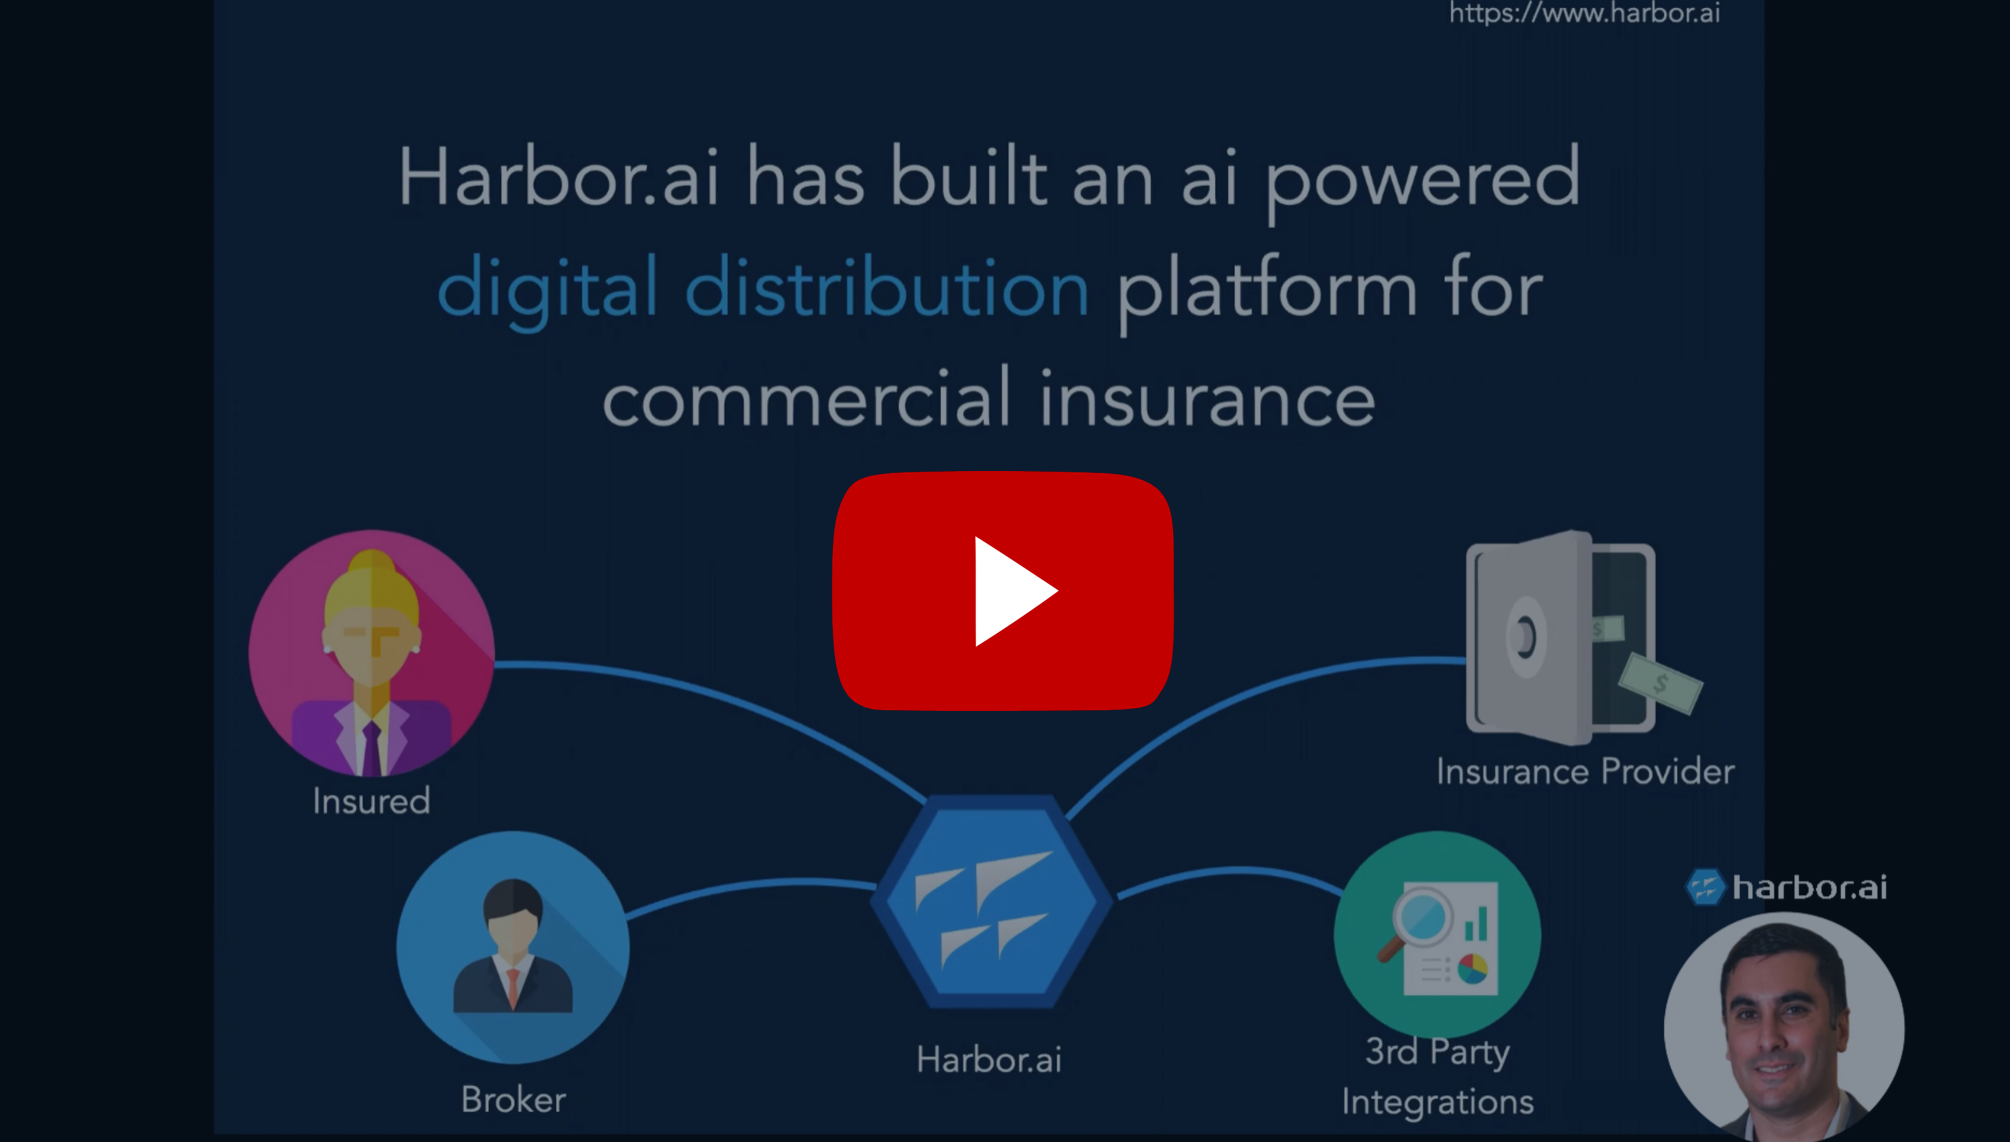 https://www.harbor.ai
Harbor.ai has built an ai powered
digital distribution platform for
commercial insurance
Insured
Insurance Provider
$
$
harbor.ai
Broker
Harbor.ai
3rd Party
Integrations